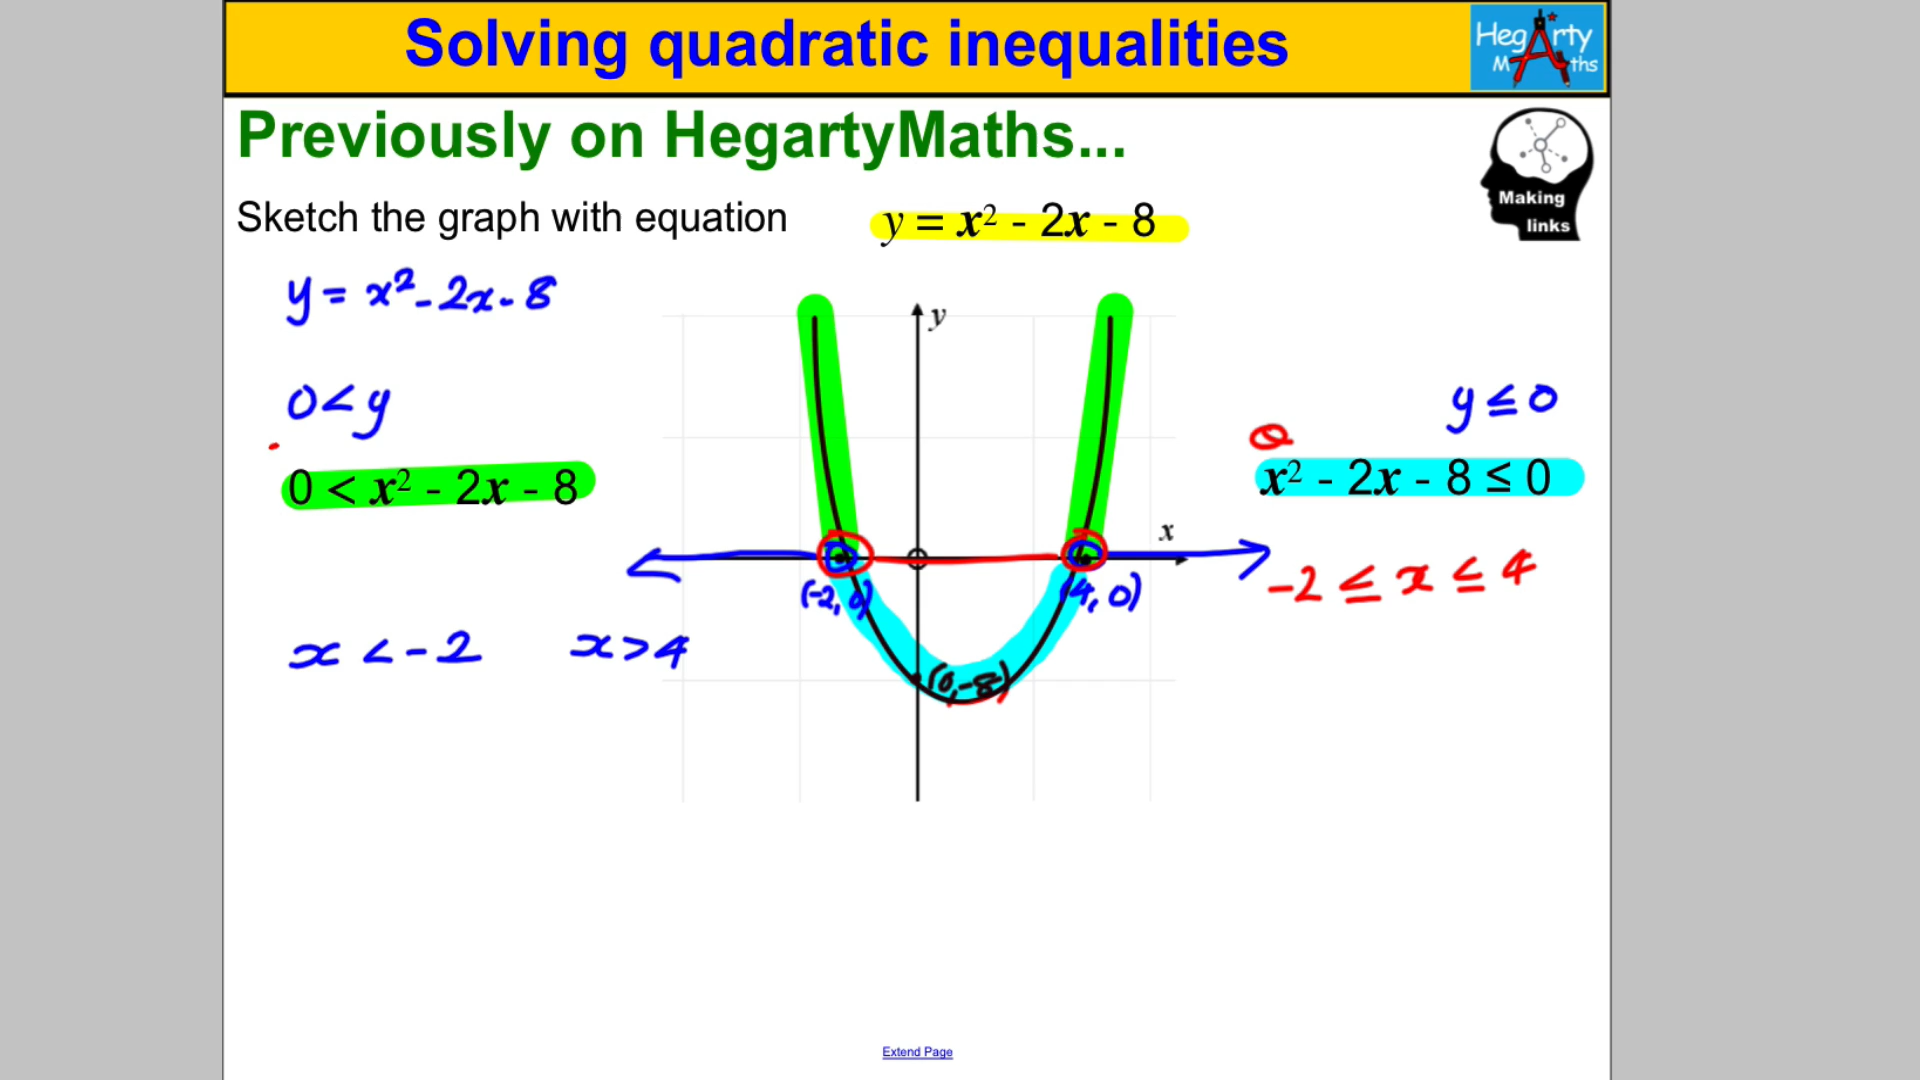 Solving quadratic inequalities
HegArty
MAths
Previously on HegartyMaths...
Making
links
Sketch the graph with equation y = x² - 2x - 8
y = x² - 2x - 8
y
0 < y
y ≤ 0
0 < x² - 2x - 8
x² - 2x - 8 ≤ 0
x
-2 ≤ x ≤ 4
(-2, 0)
(4, 0)
x < -2 x > 4
(0, -8)
Extend Page